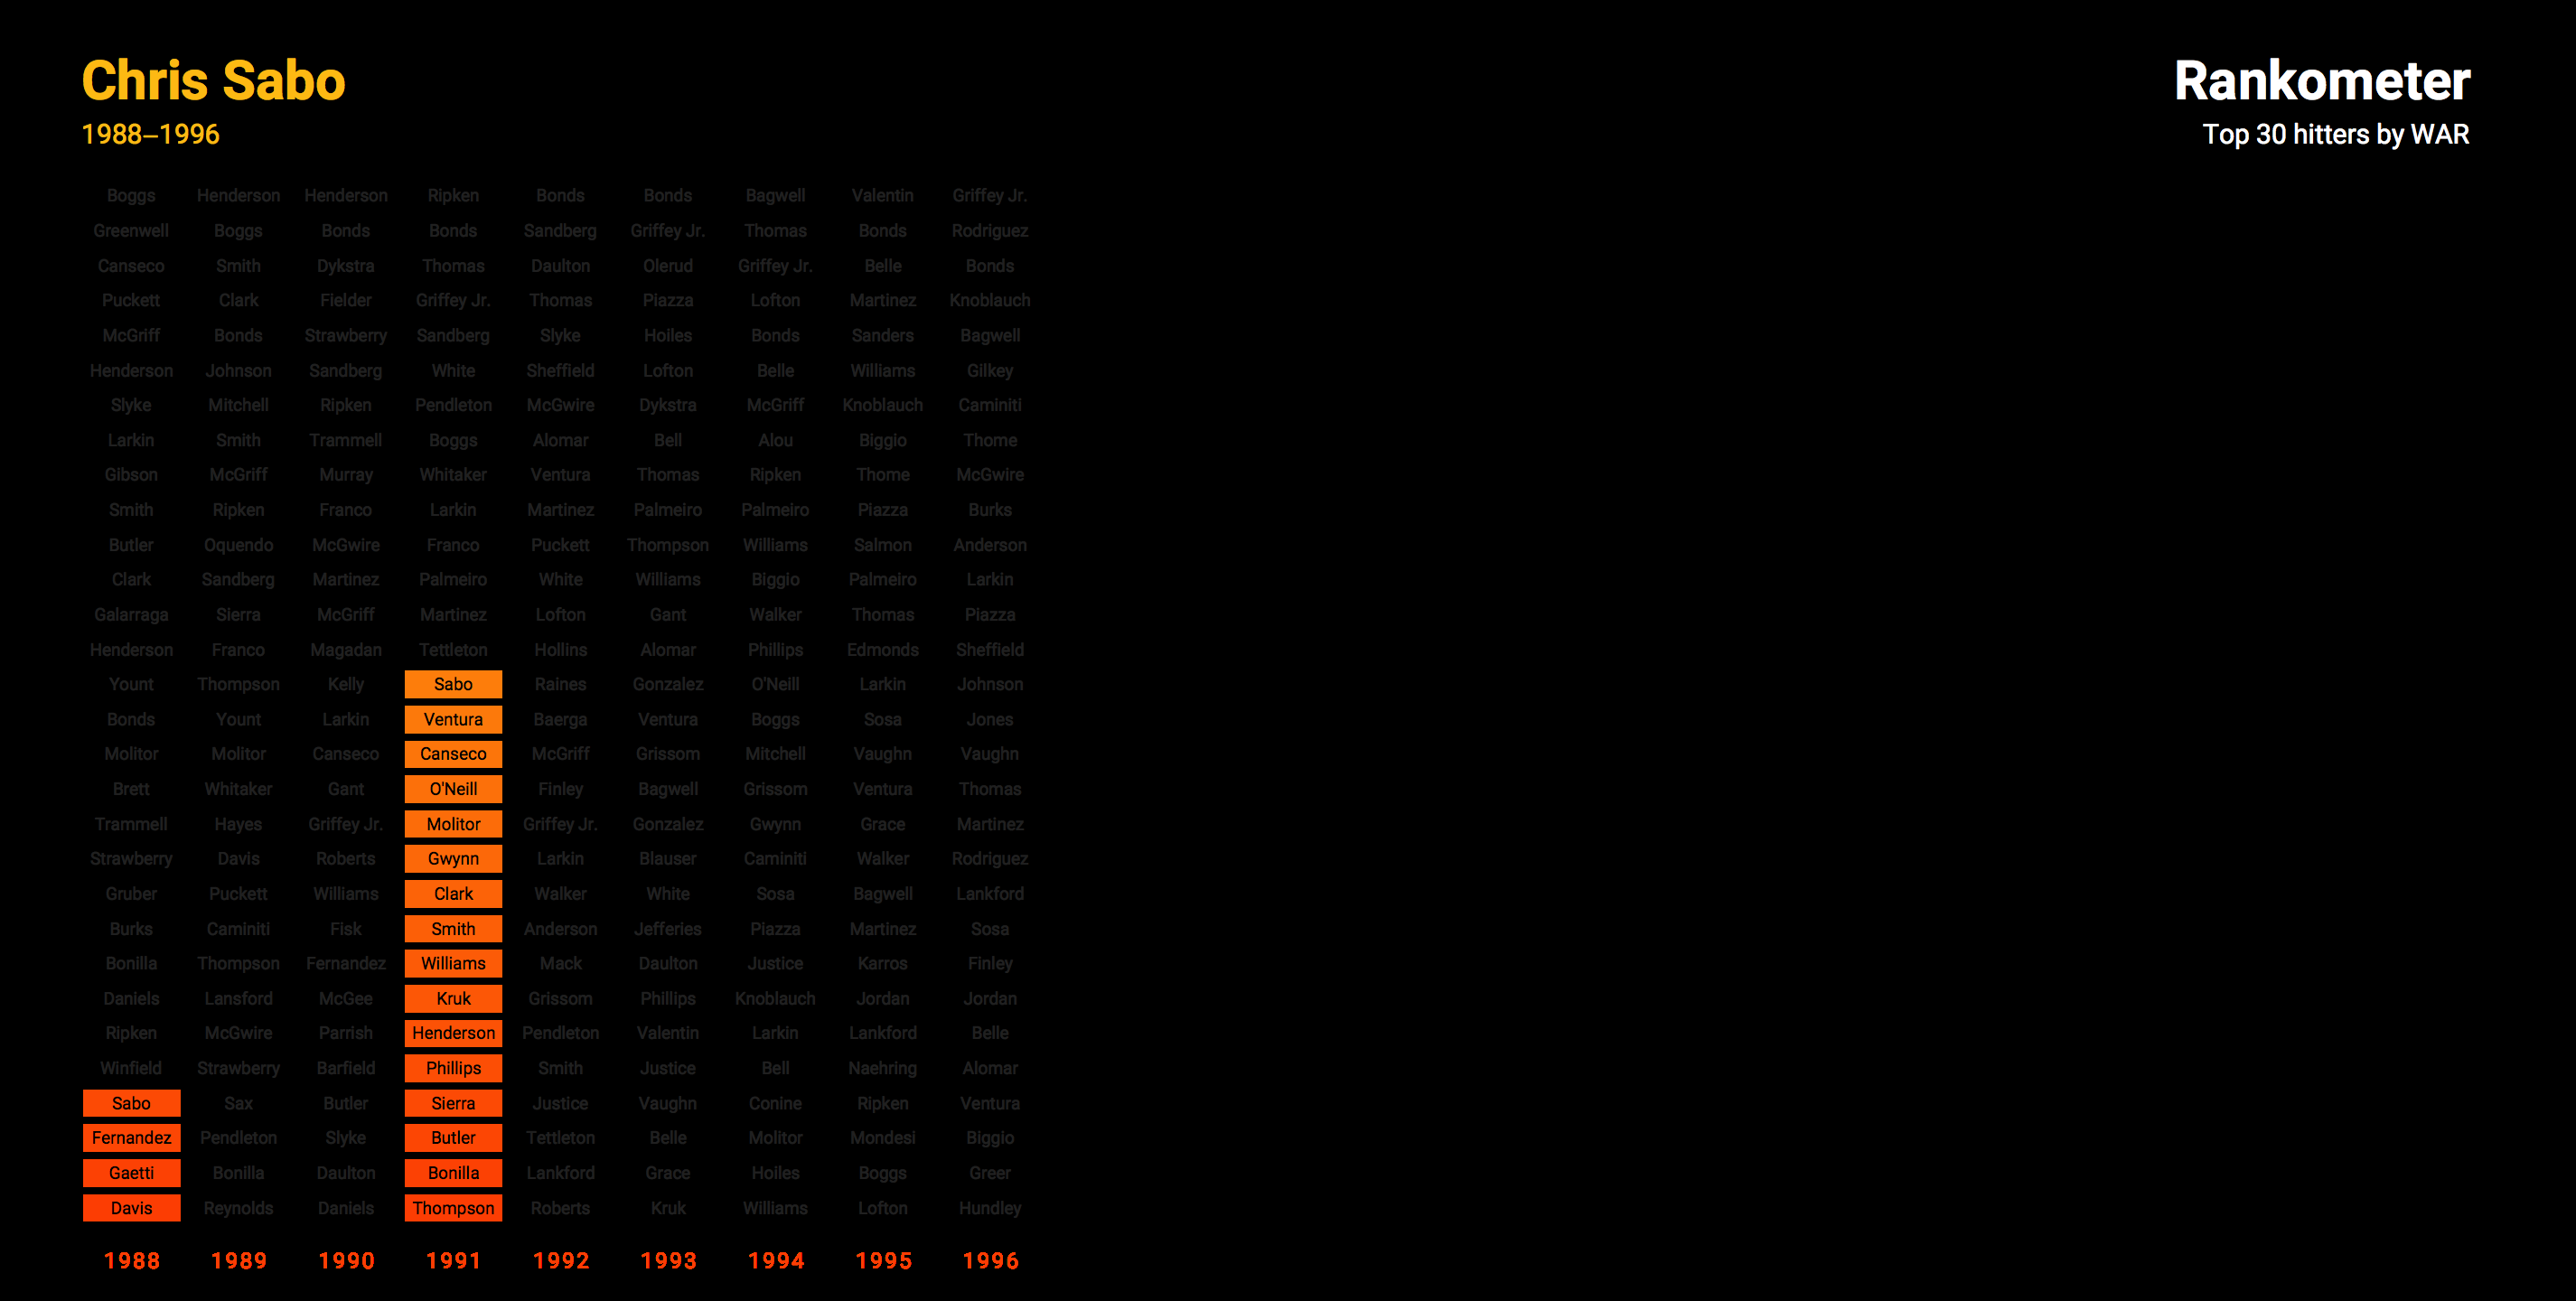 Chris Sabo
1988–1996
Rankometer
Top 30 hitters by WAR
Boggs Henderson Henderson Ripken Bonds Bonds Bagwell Valentin Griffey Jr.
Greenwell Boggs Bonds Bonds Sandberg Griffey Jr. Thomas Bonds Rodriguez
Canseco Smith Dykstra Thomas Daulton Olerud Griffey Jr. Belle Bonds
Puckett Clark Fielder Griffey Jr. Thomas Piazza Lofton Martinez Knoblauch
McGriff Bonds Strawberry Sandberg Slyke Hoiles Bonds Sanders Bagwell
Henderson Johnson Sandberg White Sheffield Lofton Belle Williams Gilkey
Slyke Mitchell Ripken Pendleton McGwire Dykstra McGriff Knoblauch Caminiti
Larkin Smith Trammell Boggs Alomar Bell Alou Biggio Thome
Gibson McGriff Murray Whitaker Ventura Thomas Ripken Thome McGwire
Smith Ripken Franco Larkin Martinez Palmeiro Palmeiro Piazza Burks
Butler Oquendo McGwire Franco Puckett Thompson Williams Salmon Anderson
Clark Sandberg Martinez Palmeiro White Williams Biggio Palmeiro Larkin
Galarraga Sierra McGriff Martinez Lofton Gant Walker Thomas Piazza
Henderson Franco Magadan Tettleton Hollins Alomar Phillips Edmonds Sheffield
Yount Thompson Kelly Sabo Raines Gonzalez O'Neill Larkin Johnson
Bonds Yount Larkin Ventura Baerga Ventura Boggs Sosa Jones
Molitor Molitor Canseco Canseco McGriff Grissom Mitchell Vaughn Vaughn
Brett Whitaker Gant O'Neill Finley Bagwell Grissom Ventura Thomas
Trammell Hayes Griffey Jr. Molitor Griffey Jr. Gonzalez Gwynn Grace Martinez
Strawberry Davis Roberts Gwynn Larkin Blauser Caminiti Walker Rodriguez
Gruber Puckett Williams Clark Walker White Sosa Bagwell Lankford
Burks Caminiti Fisk Smith Anderson Jefferies Piazza Martinez Sosa
Bonilla Thompson Fernandez Williams Mack Daulton Justice Karros Finley
Daniels Lansford McGee Kruk Grissom Phillips Knoblauch Jordan Jordan
Ripken McGwire Parrish Henderson Pendleton Valentin Larkin Lankford Belle
Winfield Strawberry Barfield Phillips Smith Justice Bell Naehring Alomar
Sabo Sax Butler Sierra Justice Vaughn Conine Ripken Ventura
Fernandez Pendleton Slyke Butler Tettleton Belle Molitor Mondesi Biggio
Gaetti Bonilla Daulton Bonilla Lankford Grace Hoiles Boggs Greer
Davis Reynolds Daniels Thompson Roberts Kruk Williams Lofton Hundley
1988 1989 1990 1991 1992 1993 1994 1995 1996